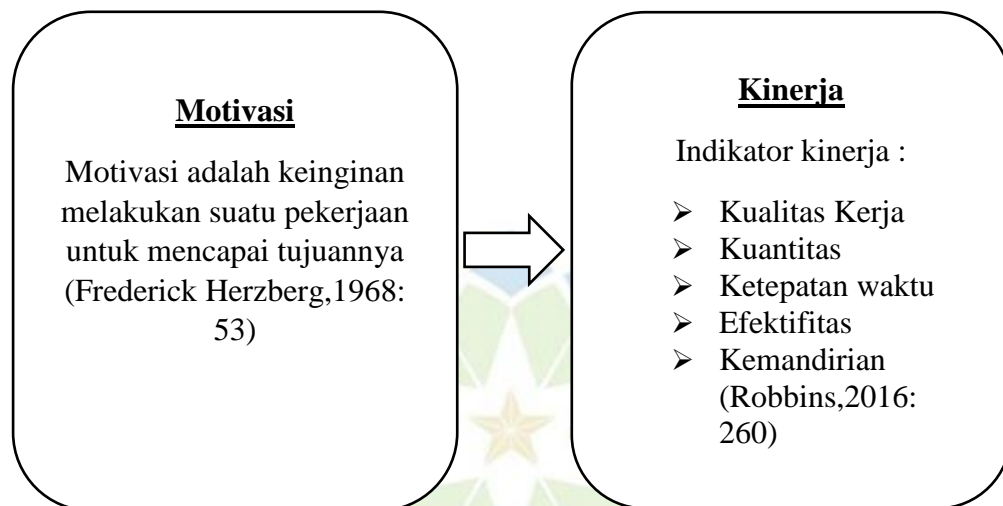 Motivasi
Motivasi adalah keinginan
melakukan suatu pekerjaan
untuk mencapai tujuannya
(Frederick Herzberg,1968:
53)
Kinerja
Indikator kinerja :
➢ Kualitas Kerja
➢ Kuantitas
➢ Ketepatan waktu
➢ Efektifitas
➢ Kemandirian
(Robbins,2016:
260)